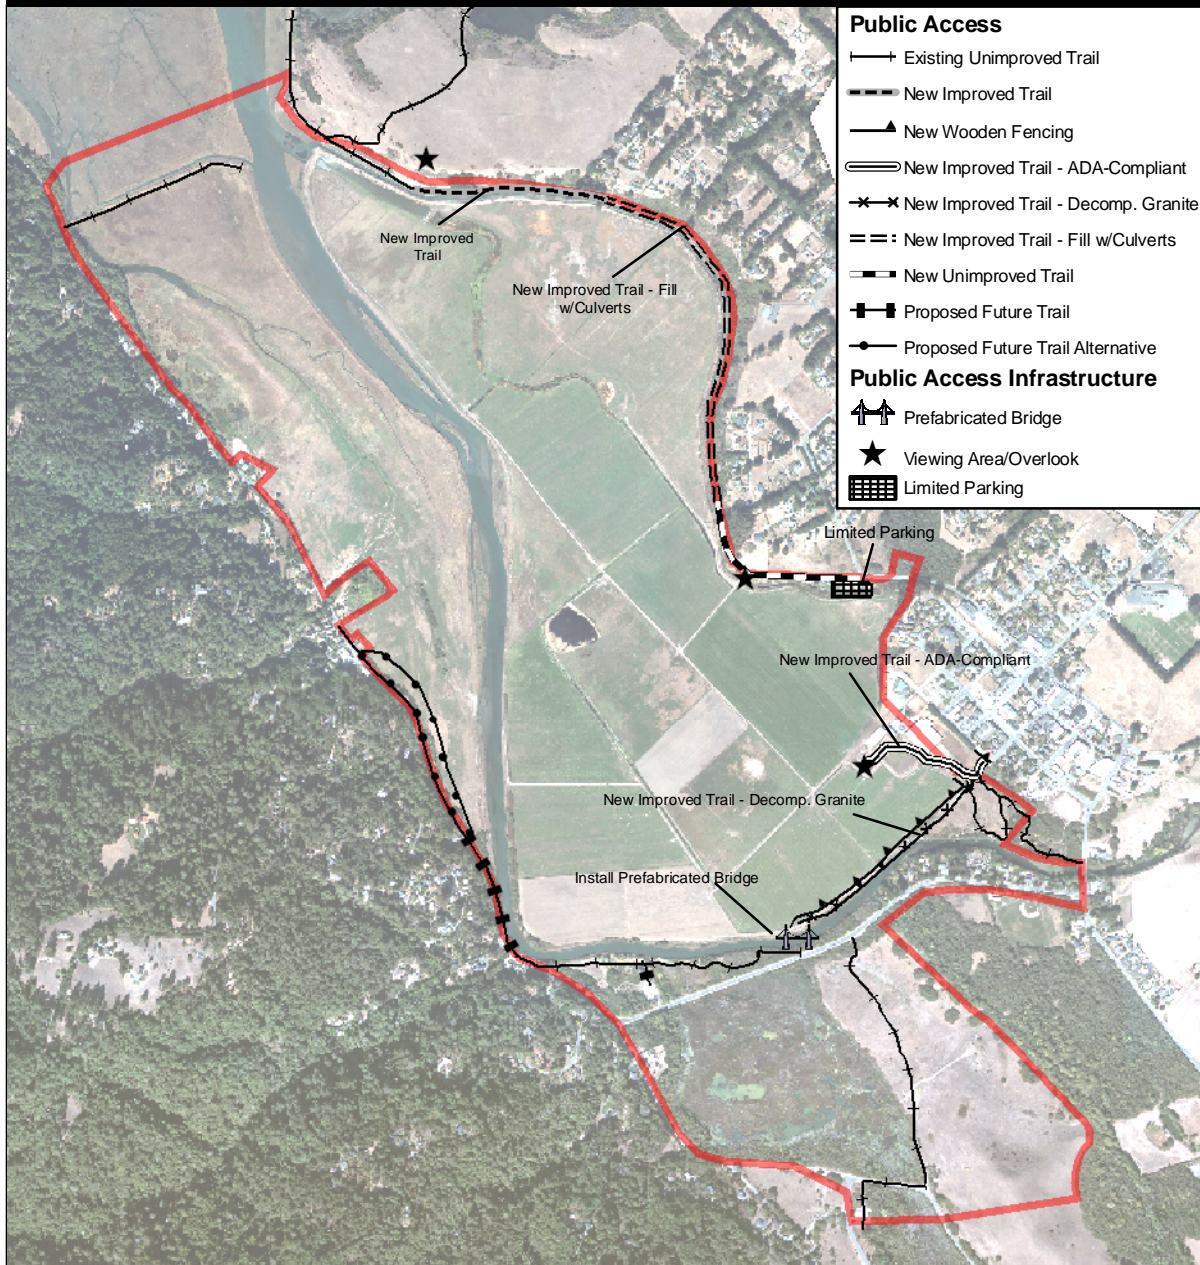 Public Access
Existing Unimproved Trail
New Improved Trail
New Wooden Fencing
New Improved Trail - ADA-Compliant
New Improved Trail - Decomp. Granite
New Improved Trail - Fill w/Culverts
New Unimproved Trail
Proposed Future Trail
Proposed Future Trail Alternative
Public Access Infrastructure
Prefabricated Bridge
Viewing Area/Overlook
Limited Parking
New Improved
Trail
New Improved Trail - Fill
w/Culverts
Limited Parking
New Improved Trail - ADA-Compliant
New Improved Trail - Decomp. Granite
Install Prefabricated Bridge